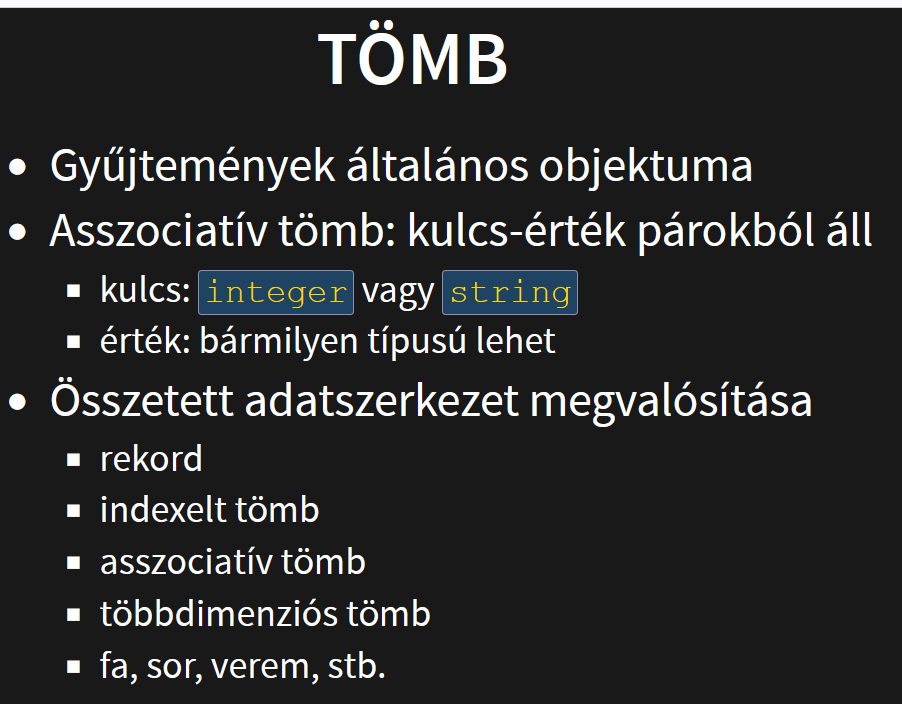 TÖMB
Gyűjtemények általános objektuma
Asszociatív tömb: kulcs-érték párokból áll
kulcs: integer vagy string
érték: bármilyen típusú lehet
Összetett adatszerkezet megvalósítása
rekord
indexelt tömb
asszociatív tömb
többdimenziós tömb
fa, sor, verem, stb.